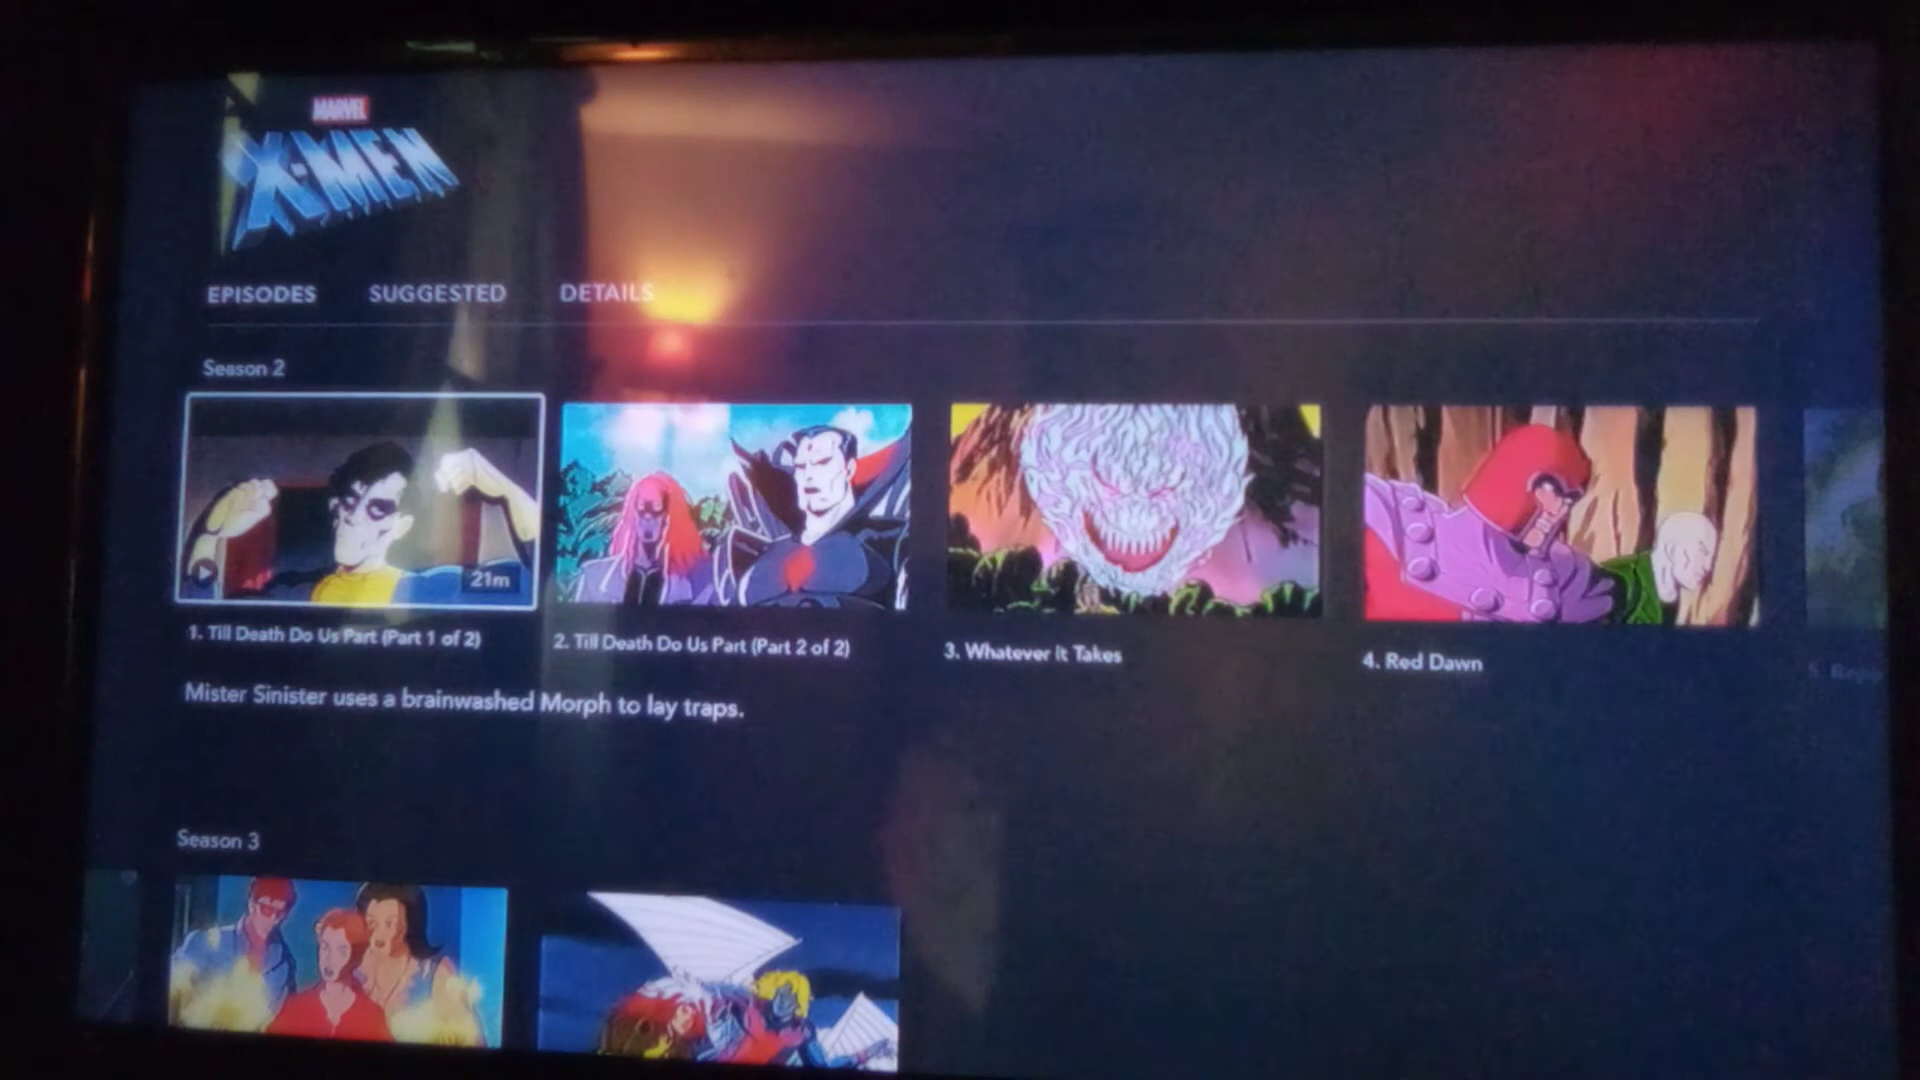 MARVEL
X-MEN
EPISODES SUGGESTED DETAILS
Season 2
21m
1. Till Death Do Us Part (Part 1 of 2)
2. Till Death Do Us Part (Part 2 of 2)
3. Whatever It Takes
4. Red Dawn
5.
Mister Sinister uses a brainwashed Morph to lay traps.
Season 3